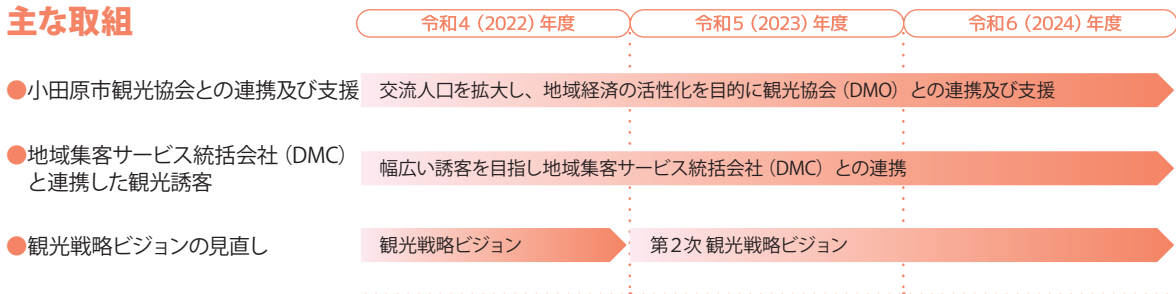 主な取組
令和4（2022）年度
令和5（2023）年度
令和6（2024）年度
●小田原市観光協会との連携及び支援
交流人口を拡大し、地域経済の活性化を目的に観光協会（DMO）との連携及び支援
●地域集客サービス統括会社（DMC）
と連携した観光誘客
幅広い誘客を目指し地域集客サービス統括会社（DMC）との連携
●観光戦略ビジョンの見直し
観光戦略ビジョン
第2次 観光戦略ビジョン